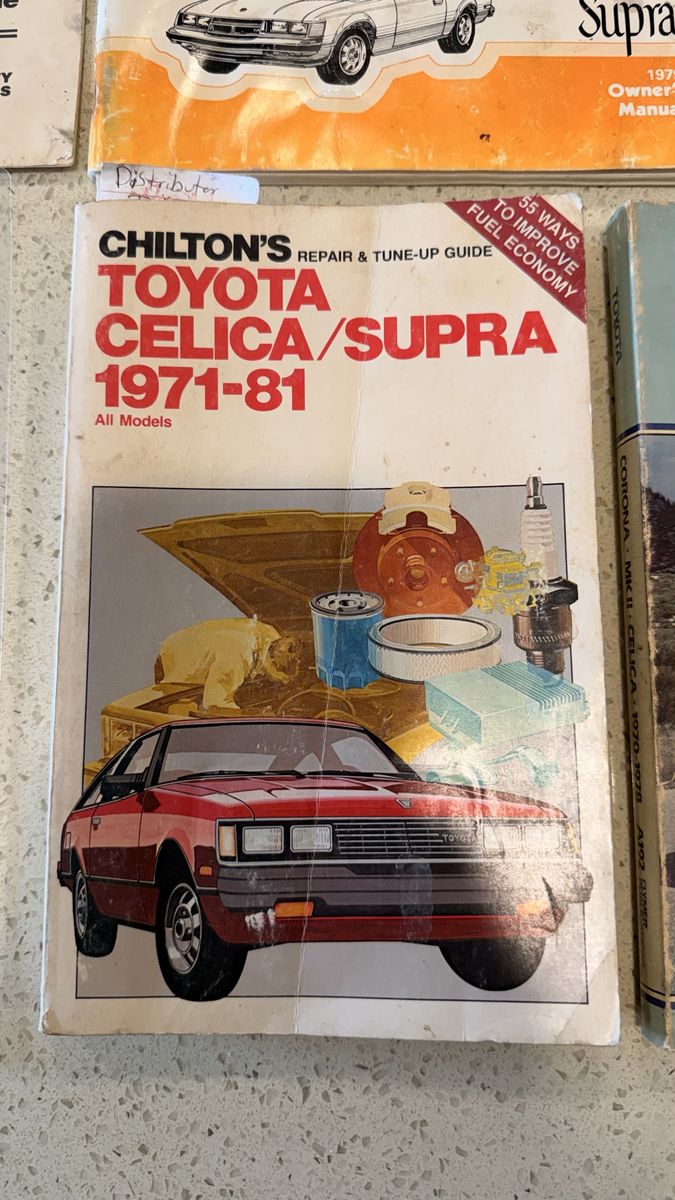 Supra
1979
Owner's
Manual
Distributor
CHILTON'S REPAIR & TUNE-UP GUIDE
55 WAYS
TO IMPROVE
FUEL ECONOMY
TOYOTA
CELICA/SUPRA
1971-81
All Models
TOYOTA
TOYOTA
CORONA · MK II · CELICA · 1970-1978